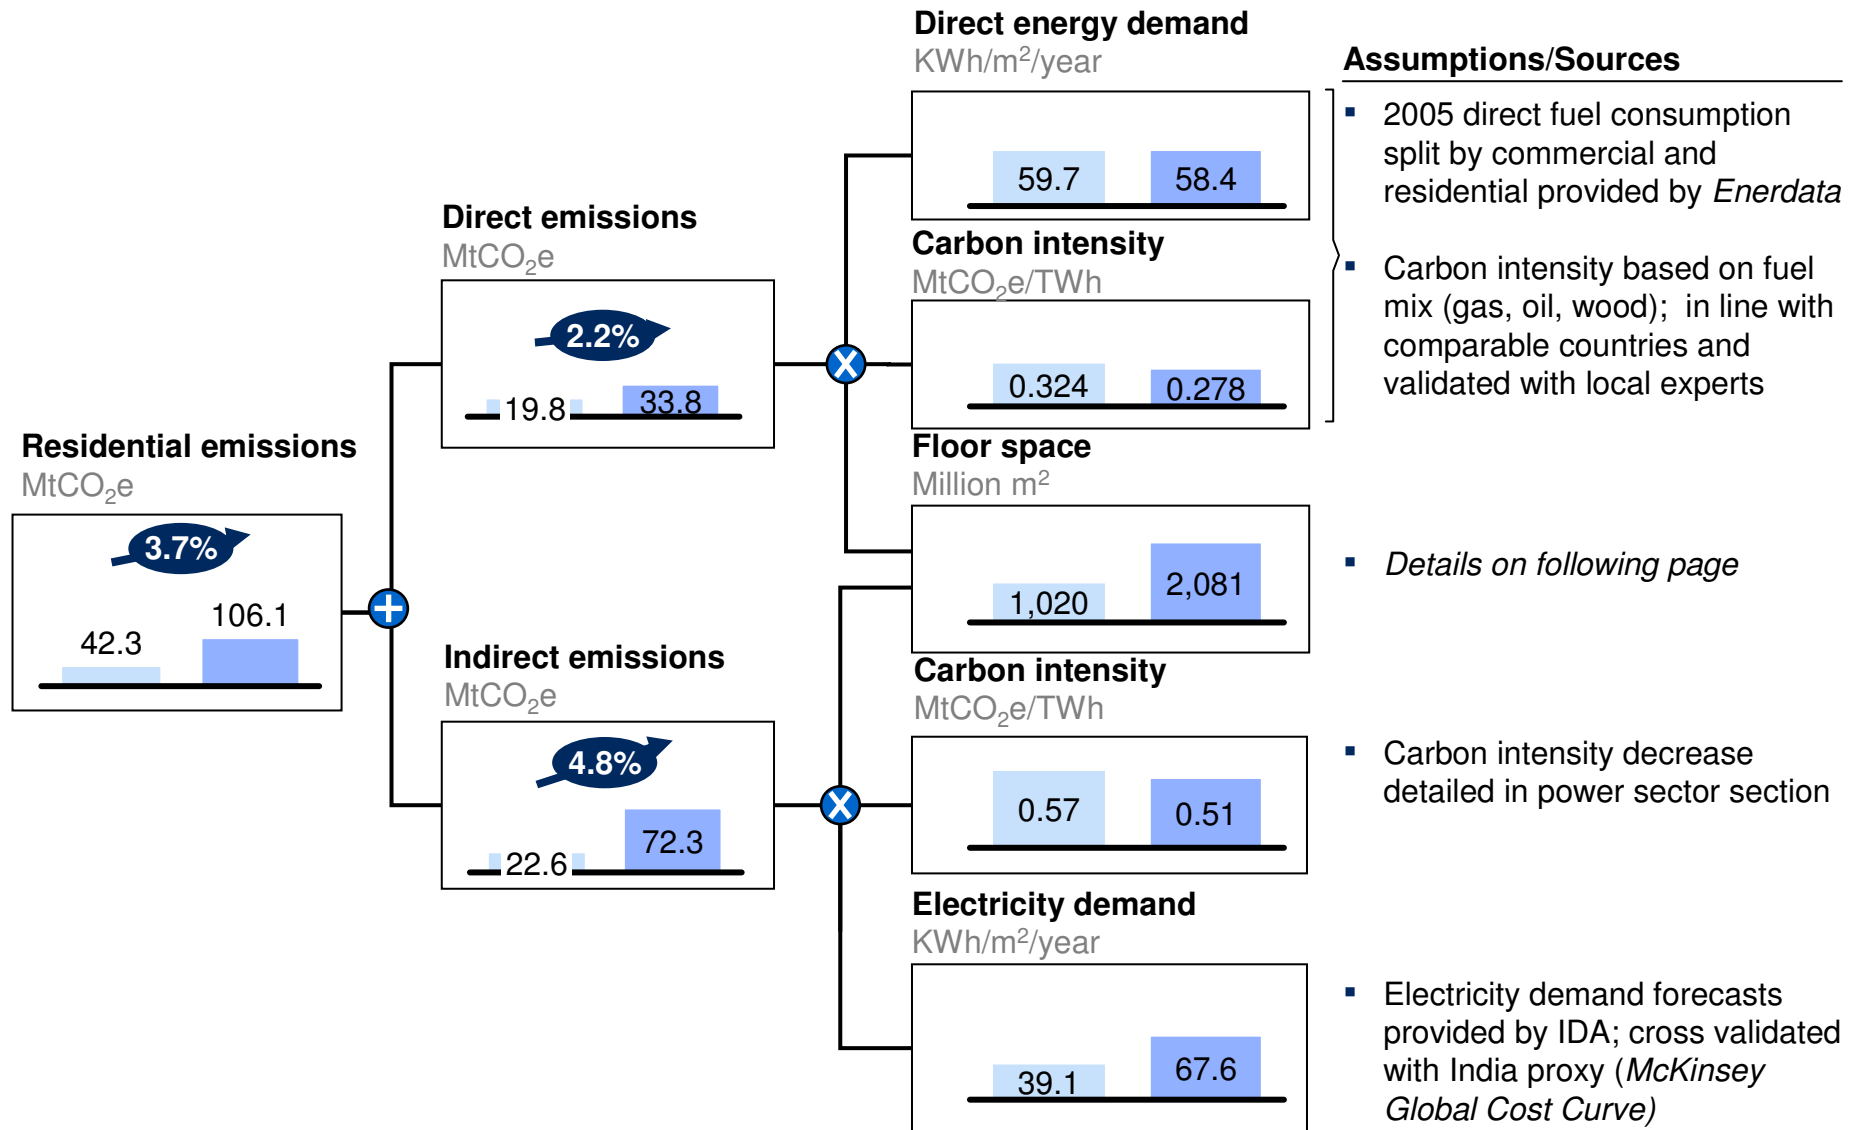 Residential emissions
MtCO2e
3.7%
42.3
106.1
Direct emissions
MtCO2e
2.2%
19.8
33.8
Indirect emissions
MtCO2e
4.8%
22.6
72.3
Direct energy demand
KWh/m2/year
59.7
58.4
Carbon intensity
MtCO2e/TWh
0.324
0.278
Floor space
Million m2
1,020
2,081
Carbon intensity
MtCO2e/TWh
0.57
0.51
Electricity demand
KWh/m2/year
39.1
67.6
Assumptions/Sources
▪ 2005 direct fuel consumption
split by commercial and
residential provided by Enerdata
▪ Carbon intensity based on fuel
mix (gas, oil, wood);  in line with
comparable countries and
validated with local experts
▪ Details on following page
▪ Carbon intensity decrease
detailed in power sector section
▪ Electricity demand forecasts
provided by IDA; cross validated
with India proxy (McKinsey
Global Cost Curve)